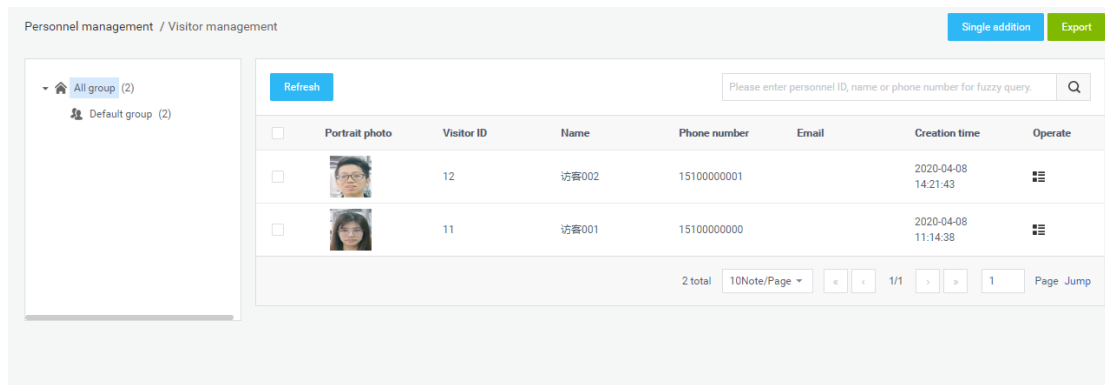 Personnel management / Visitor management
Single addition
Export
All group (2)
Default group (2)
Refresh
Please enter personnel ID, name or phone number for fuzzy query.
Portrait photo Visitor ID Name Phone number Email Creation time Operate
12 访客002 15100000001 2020-04-08
14:21:43
11 访客001 15100000000 2020-04-08
11:14:38
2 total 10Note/Page « ‹ 1/1 › » 1 Page Jump